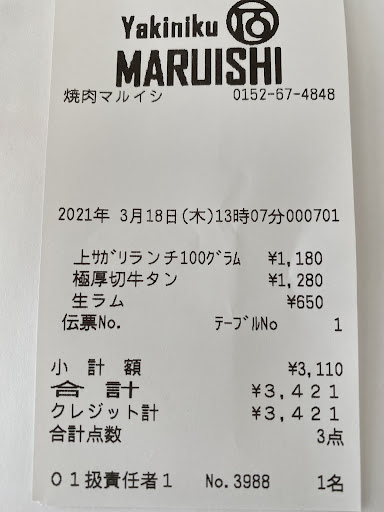 Yakiniku
MARUISHI
焼肉マルイシ 0152-67-4848
2021年 3月18日(木)13時07分000701
上サガリランチ100グラム ¥1,180
極厚切牛タン ¥1,280
生ラム ¥650
伝票No. テーブルNo 1
小 計 額 ¥3,110
合 計 ¥3,421
クレジット計 ¥3,421
合計点数 3点
01扱責任者1 No.3988 1名